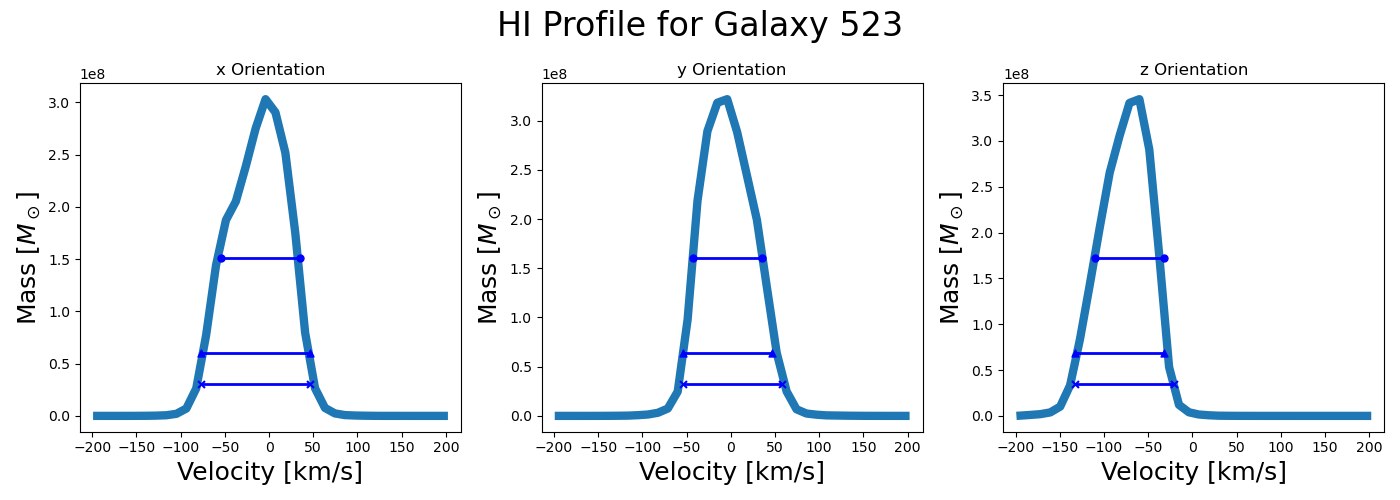 HI Profile for Galaxy 523
x Orientation
1e8
Mass [M_⊙]
3.0
2.5
2.0
1.5
1.0
0.5
0.0
−200 −150 −100 −50 0 50 100 150 200
Velocity [km/s]
y Orientation
1e8
Mass [M_⊙]
3.0
2.5
2.0
1.5
1.0
0.5
0.0
−200 −150 −100 −50 0 50 100 150 200
Velocity [km/s]
z Orientation
1e8
Mass [M_⊙]
3.5
3.0
2.5
2.0
1.5
1.0
0.5
0.0
−200 −150 −100 −50 0 50 100 150 200
Velocity [km/s]